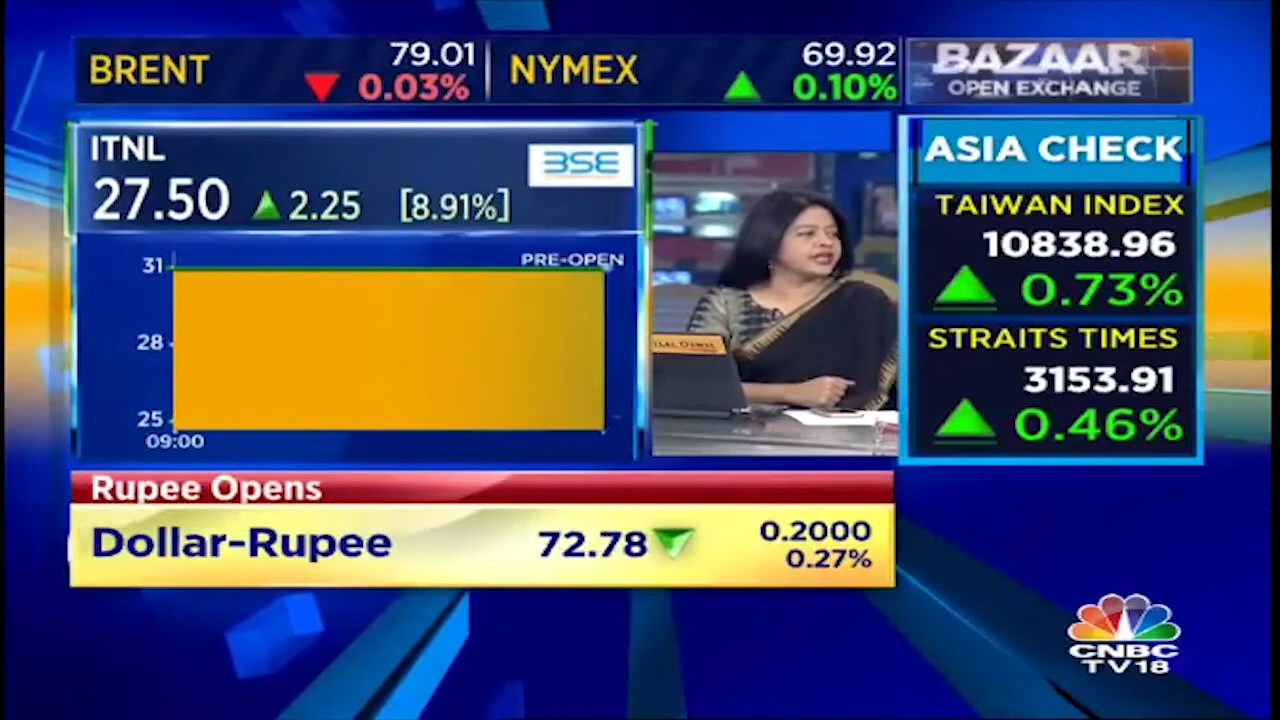 BRENT 79.01
0.03%
NYMEX 69.92
0.10%
BAZAAR
OPEN EXCHANGE
ITNL
27.50 2.25 [8.91%]
BSE
PRE-OPEN
31
28
25
09:00
ASIA CHECK
TAIWAN INDEX
10838.96
0.73%
STRAITS TIMES
3153.91
0.46%
Rupee Opens
Dollar-Rupee 72.78 0.2000
0.27%
CNBC
TV18